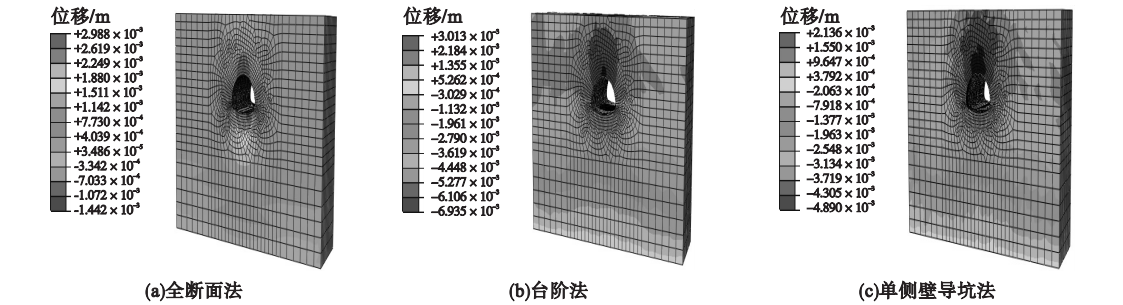 位移/m
+2.988 × 10⁻³
+2.619 × 10⁻³
+2.249 × 10⁻³
+1.880 × 10⁻³
+1.511 × 10⁻³
+1.142 × 10⁻³
+7.730 × 10⁻⁴
+4.039 × 10⁻⁴
+3.486 × 10⁻⁵
-3.342 × 10⁻⁴
-7.033 × 10⁻⁴
-1.072 × 10⁻³
-1.442 × 10⁻³
(a)全断面法
位移/m
+3.013 × 10⁻³
+2.184 × 10⁻³
+1.355 × 10⁻³
+5.262 × 10⁻⁴
-3.029 × 10⁻⁴
-1.132 × 10⁻³
-1.961 × 10⁻³
-2.790 × 10⁻³
-3.619 × 10⁻³
-4.448 × 10⁻³
-5.277 × 10⁻³
-6.106 × 10⁻³
-6.935 × 10⁻³
(b)台阶法
位移/m
+2.136 × 10⁻³
+1.550 × 10⁻³
+9.647 × 10⁻⁴
+3.792 × 10⁻⁴
-2.063 × 10⁻⁴
-7.918 × 10⁻⁴
-1.377 × 10⁻³
-1.963 × 10⁻³
-2.548 × 10⁻³
-3.134 × 10⁻³
-3.719 × 10⁻³
-4.305 × 10⁻³
-4.890 × 10⁻³
(c)单侧壁导坑法